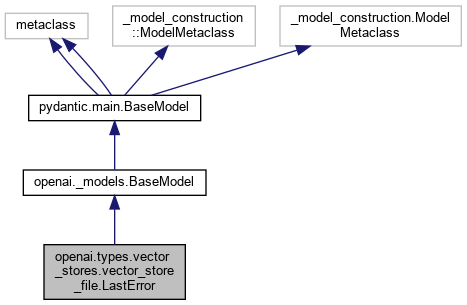 metaclass
_model_construction
::ModelMetaclass
_model_construction.Model
Metaclass
pydantic.main.BaseModel
openai._models.BaseModel
openai.types.vector
_stores.vector_store
_file.LastError